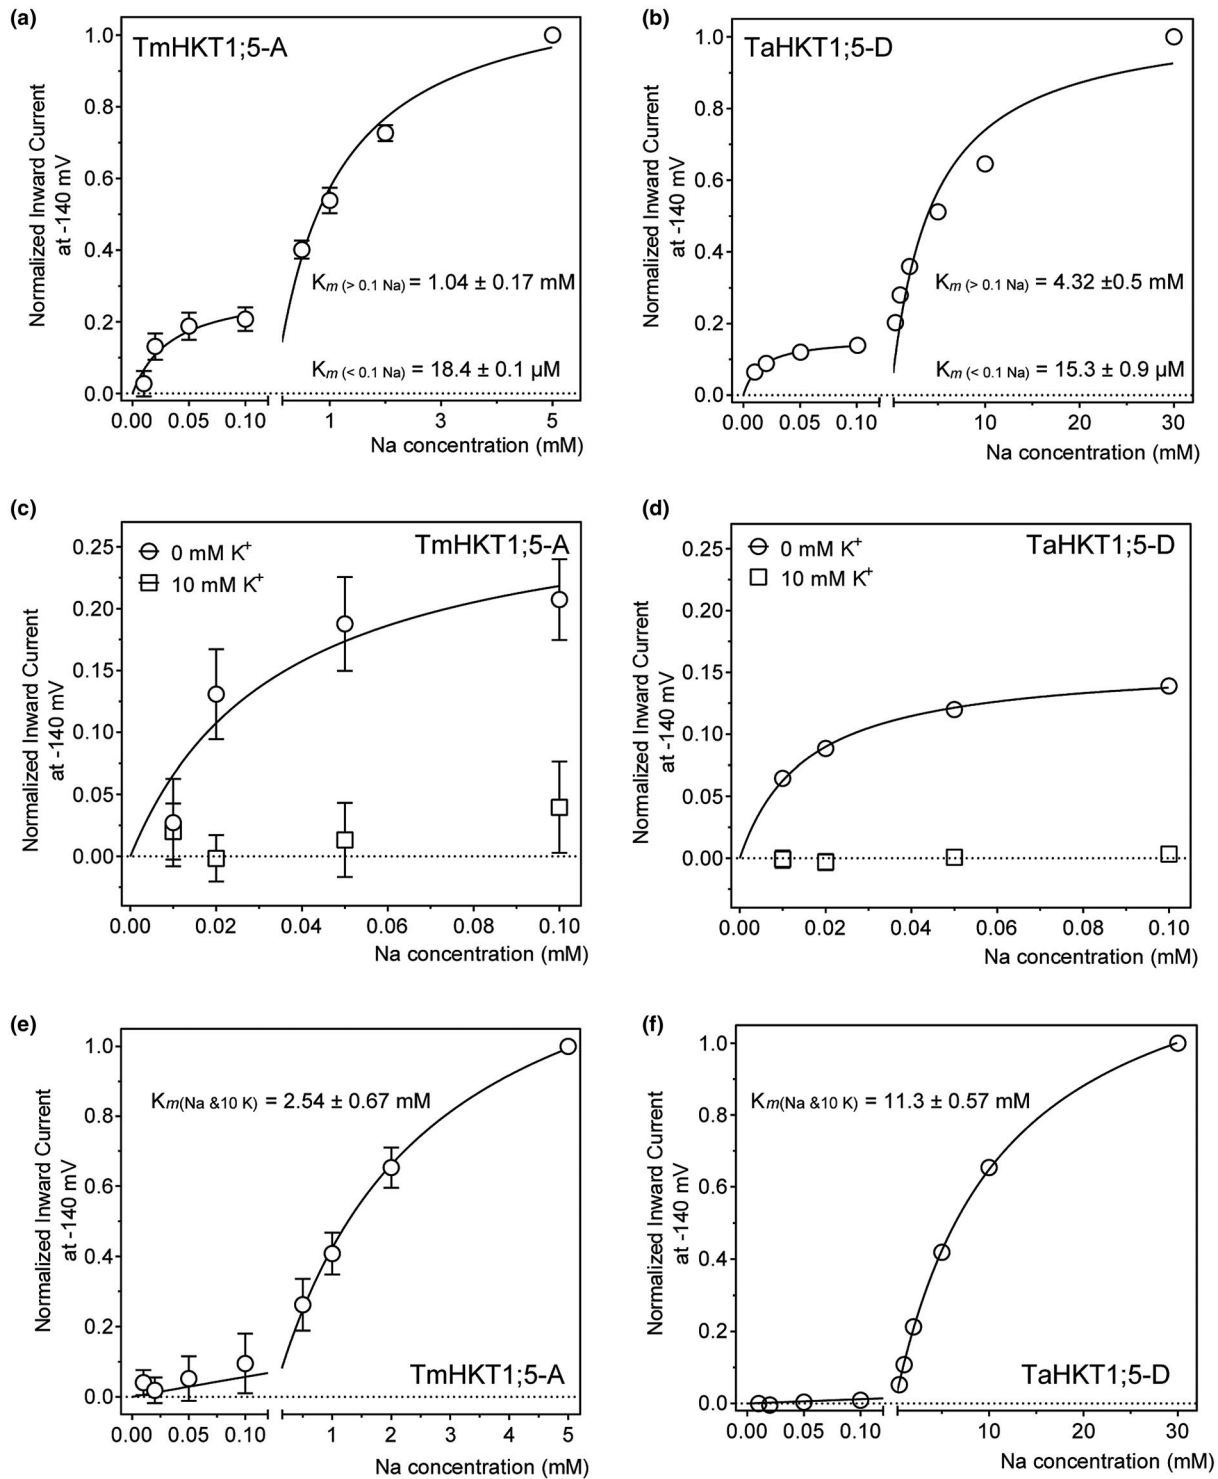 (a)
TmHKT1;5-A
Normalized Inward Current
at -140 mV
1.0
0.8
0.6
0.4
0.2
0.0
Km (> 0.1 Na) = 1.04 ± 0.17 mM
Km (< 0.1 Na) = 18.4 ± 0.1 µM
0.00 0.05 0.10 1 3 5
Na concentration (mM)
(b)
TaHKT1;5-D
Normalized Inward Current
at -140 mV
1.0
0.8
0.6
0.4
0.2
0.0
Km (> 0.1 Na) = 4.32 ±0.5 mM
Km (< 0.1 Na) = 15.3 ± 0.9 µM
0.00 0.05 0.10 10 20 30
Na concentration (mM)
(c)
0 mM K+
10 mM K+
TmHKT1;5-A
Normalized Inward Current
at -140 mV
0.25
0.20
0.15
0.10
0.05
0.00
0.00 0.02 0.04 0.06 0.08 0.10
Na concentration (mM)
(d)
0 mM K+
10 mM K+
TaHKT1;5-D
Normalized Inward Current
at -140 mV
0.25
0.20
0.15
0.10
0.05
0.00
0.00 0.02 0.04 0.06 0.08 0.10
Na concentration (mM)
(e)
Normalized Inward Current
at -140 mV
1.0
0.8
0.6
0.4
0.2
0.0
Km(Na &10 K) = 2.54 ± 0.67 mM
TmHKT1;5-A
0.00 0.05 0.10 1 2 3 4 5
Na concentration (mM)
(f)
Normalized Inward Current
at -140 mV
1.0
0.8
0.6
0.4
0.2
0.0
Km(Na &10 K) = 11.3 ± 0.57 mM
TaHKT1;5-D
0.00 0.05 0.10 10 20 30
Na concentration (mM)